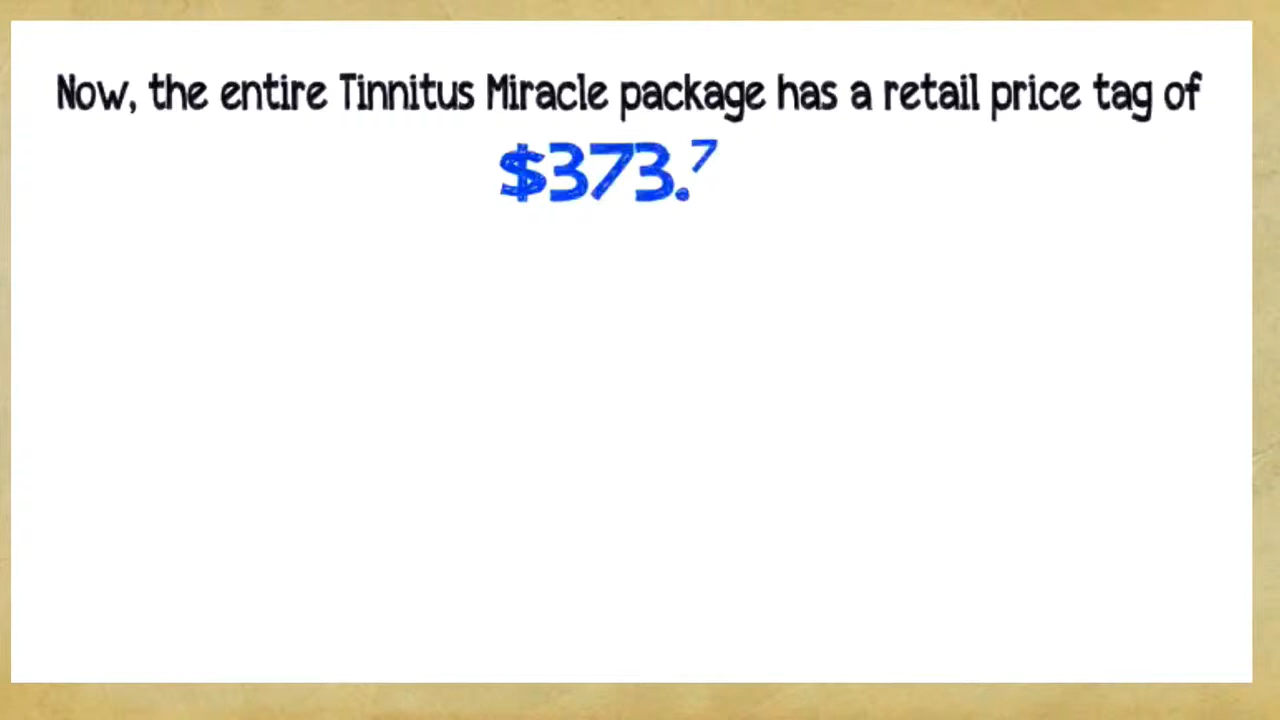 Now, the entire Tinnitus Miracle package has a retail price tag of
$373.7